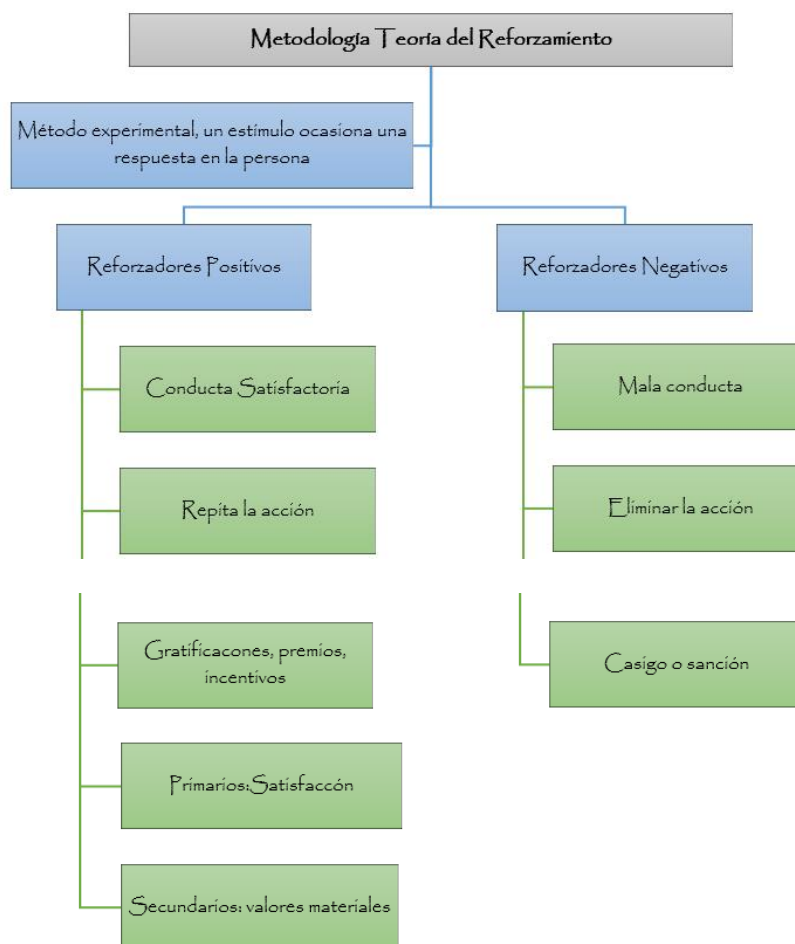 Metodología Teoría del Reforzamiento
Método experimental, un estímulo ocasiona una
respuesta en la persona
Reforzadores Positivos
Conducta Satisfactoria
Repita la acción
Gratificacones, premios,
incentivos
Primarios:Satisfaccón
Secundarios: valores materiales
Reforzadores Negativos
Mala conducta
Eliminar la acción
Casigo o sanción